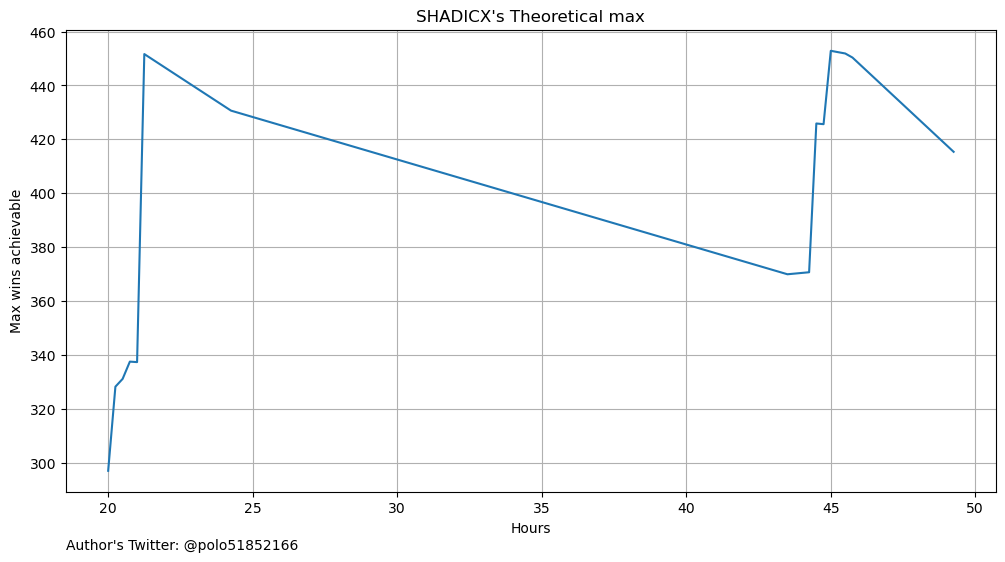 SHADICX's Theoretical max
460
440
420
400
380
360
340
320
300
Max wins achievable
20 25 30 35 40 45 50
Hours
Author's Twitter: @polo51852166